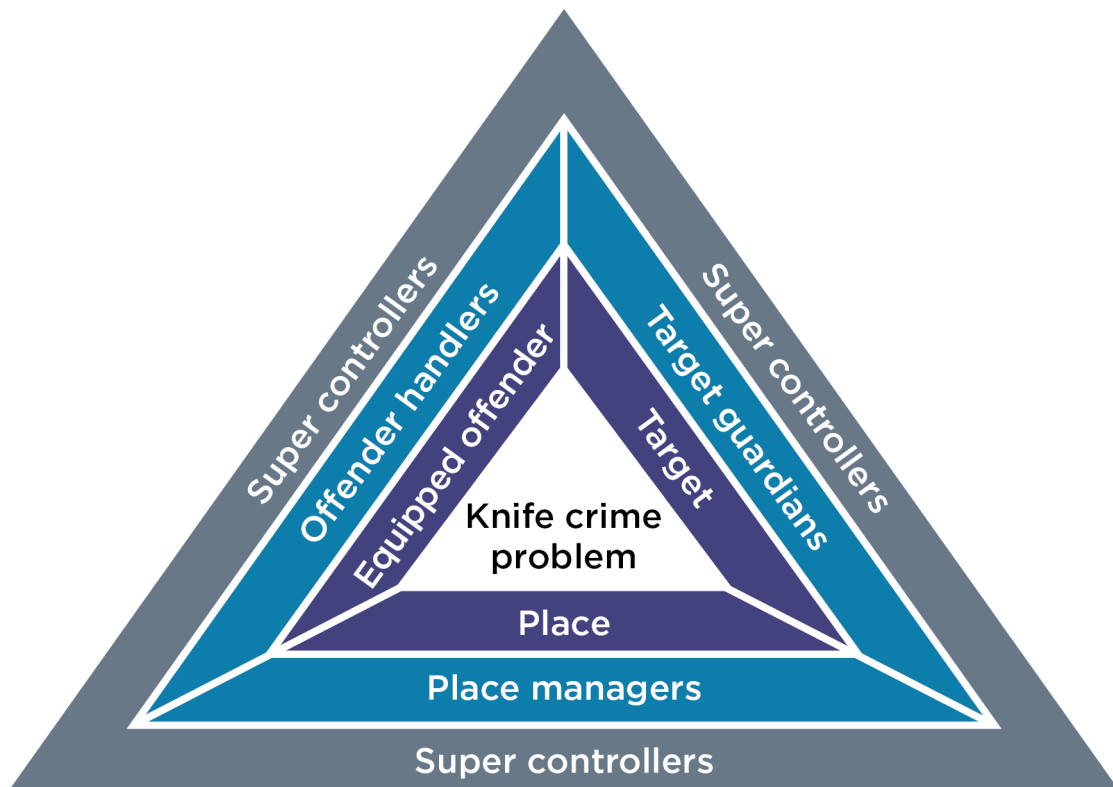 Super controllers
Offender handlers
Equipped offender
Knife crime
problem
Target
Target guardians
Super controllers
Place
Place managers
Super controllers